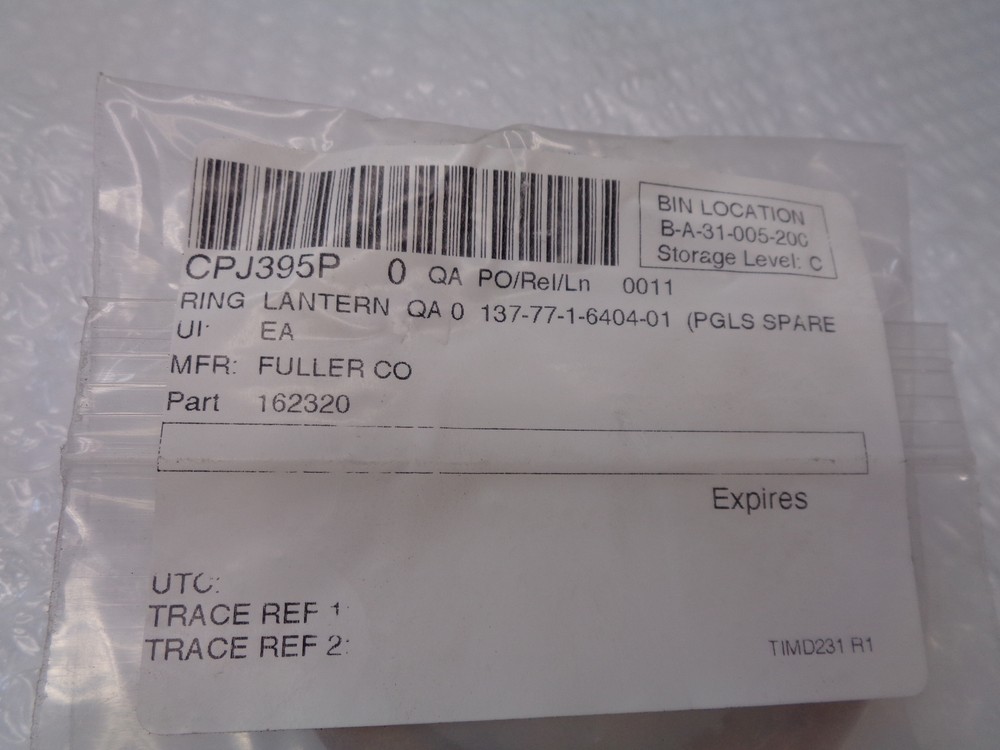 BIN LOCATION
B-A-31-005-20C
Storage Level: C
CPJ395P 0 QA PO/Rel/Ln 0011
RING LANTERN QA 0 137-77-1-6404-01 (PGLS SPARE
UI: EA
MFR: FULLER CO
Part 162320
Expires
UTC:
TRACE REF 1:
TRACE REF 2:
TIMD231 R1